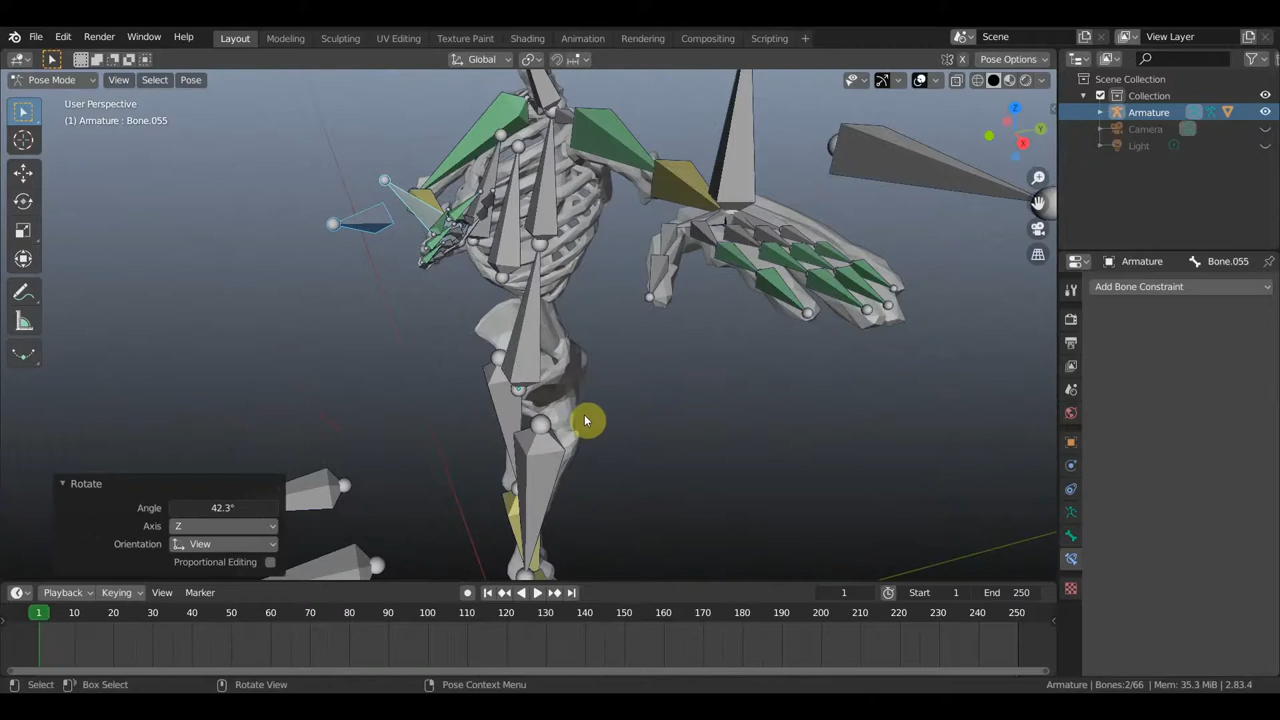 File Edit Render Window Help Layout Modeling Sculpting UV Editing Texture Paint Shading Animation Rendering Compositing Scripting + Scene View Layer
Global X Pose Options
Pose Mode View Select Pose
User Perspective
(1) Armature : Bone.055
Scene Collection
Collection
Armature
Camera
Light
Z
Y
X
Armature Bone.055
Add Bone Constraint
Rotate
Angle 42.3°
Axis Z
Orientation View
Proportional Editing
Playback Keying View Marker 1 Start 1 End 250
1 10 20 30 40 50 60 70 80 90 100 110 120 130 140 150 160 170 180 190 200 210 220 230 240 250
Select Box Select Rotate View Pose Context Menu Armature | Bones:2/66 | Mem: 35.3 MiB | 2.83.4